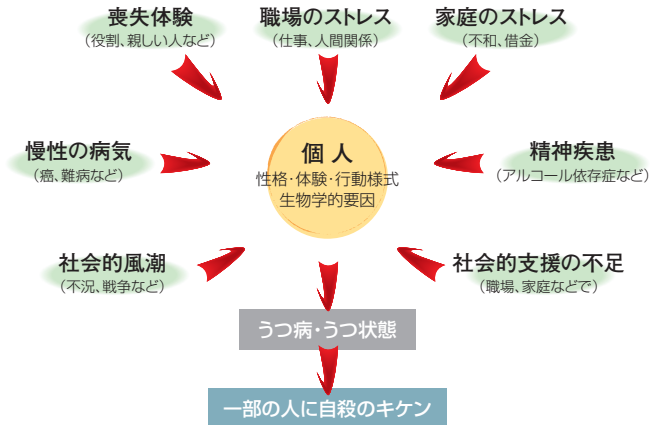 喪失体験
（役割、親しい人など）
職場のストレス
（仕事、人間関係）
家庭のストレス
（不和、借金）
慢性の病気
（癌、難病など）
個 人
性格・体験・行動様式
生物学的要因
精神疾患
（アルコール依存症など）
社会的風潮
（不況、戦争など）
社会的支援の不足
（職場、家庭などで）
うつ病・うつ状態
一部の人に自殺のキケン